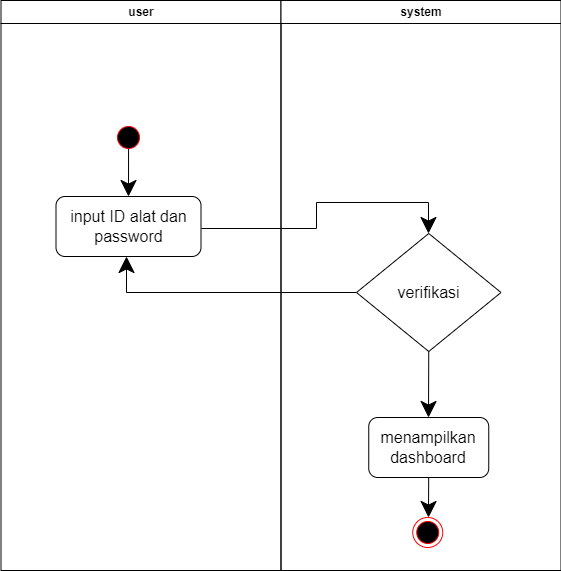 user
system
input ID alat dan
password
verifikasi
menampilkan
dashboard